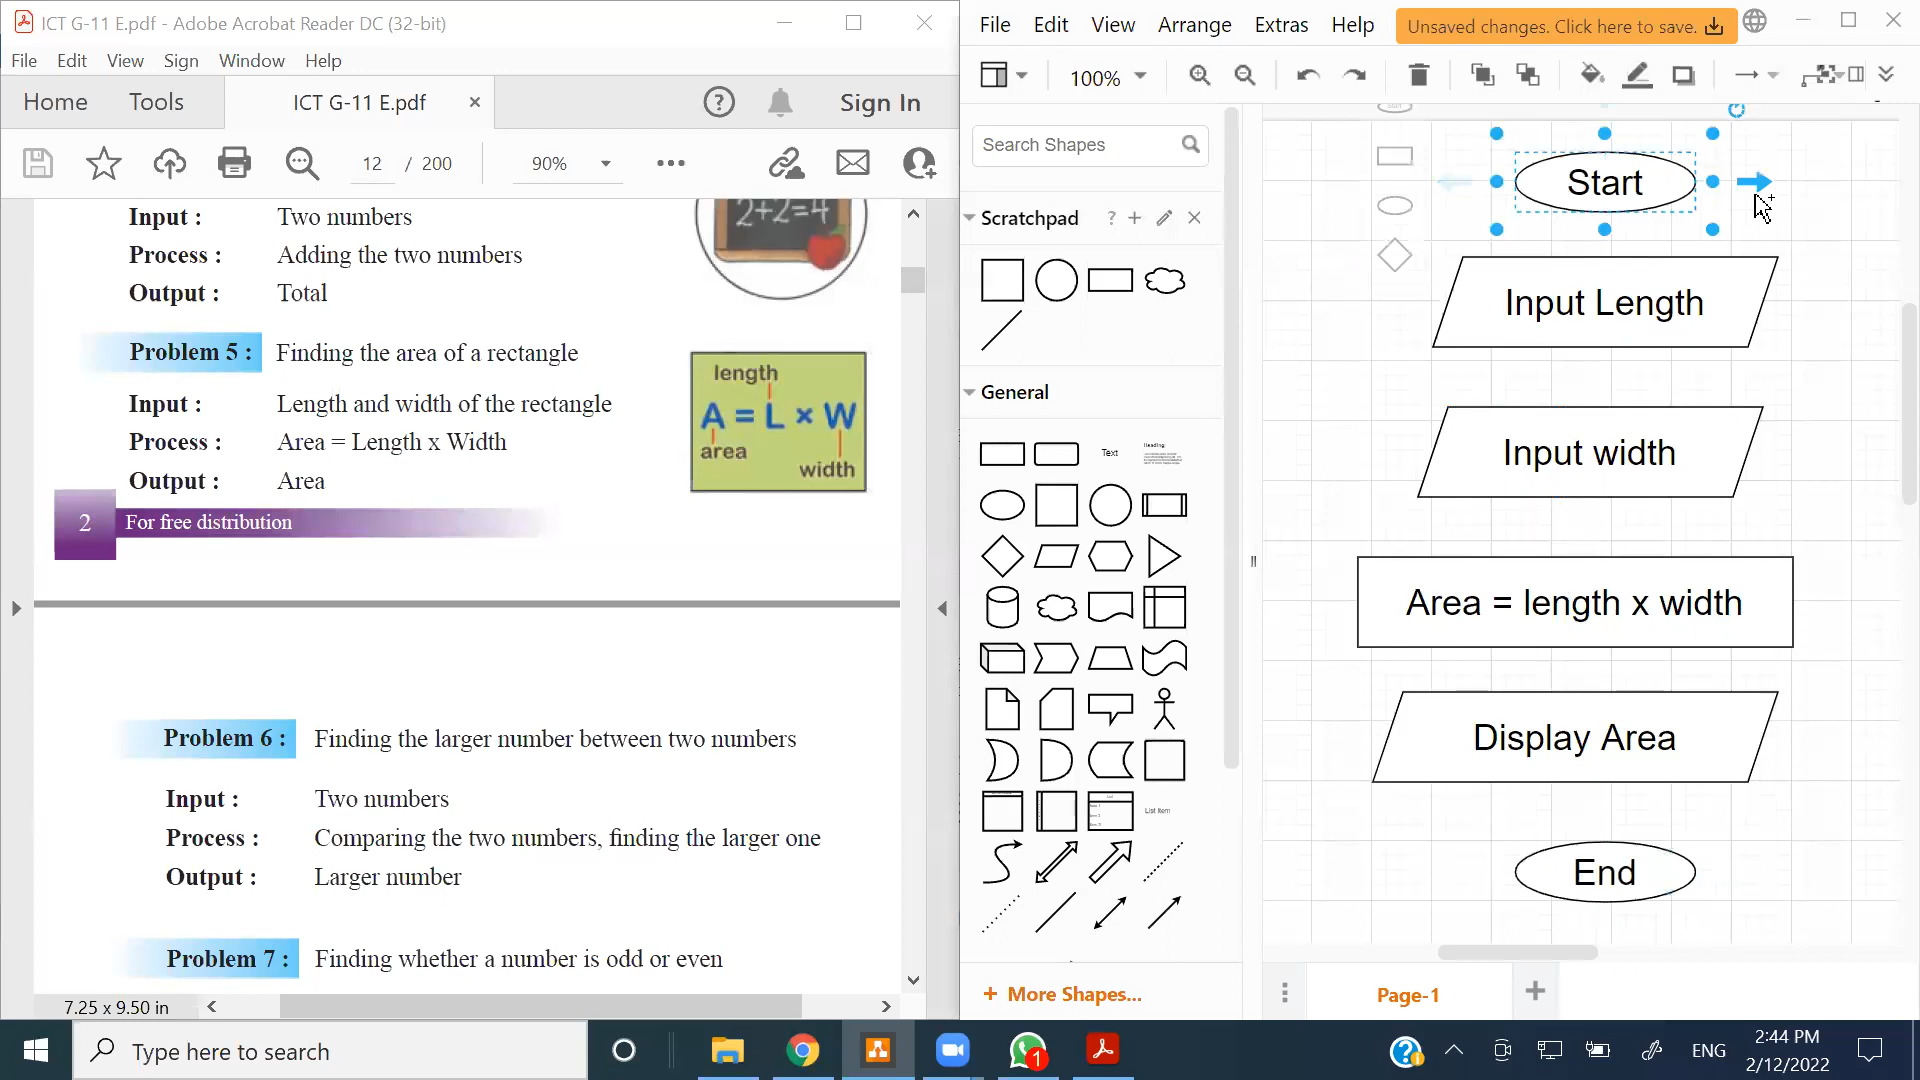 ICT G-11 E.pdf - Adobe Acrobat Reader DC (32-bit)
File Edit View Sign Window Help
Home Tools ICT G-11 E.pdf × ? Sign In
12 / 200 90%
2+2=4
Input : Two numbers
Process : Adding the two numbers
Output : Total
Problem 5 : Finding the area of a rectangle
Input : Length and width of the rectangle
Process : Area = Length x Width
Output : Area
length
A = L × W
area
width
2 For free distribution
Problem 6 : Finding the larger number between two numbers
Input : Two numbers
Process : Comparing the two numbers, finding the larger one
Output : Larger number
Problem 7 : Finding whether a number is odd or even
7.25 x 9.50 in
File Edit View Arrange Extras Help Unsaved changes. Click here to save.
100%
Search Shapes
Scratchpad ?
General
Text
Heading
List Item
+ More Shapes...
Start
Input Length
Input width
Area = length x width
Display Area
End
Page-1
Type here to search
1
ENG
2:44 PM
2/12/2022